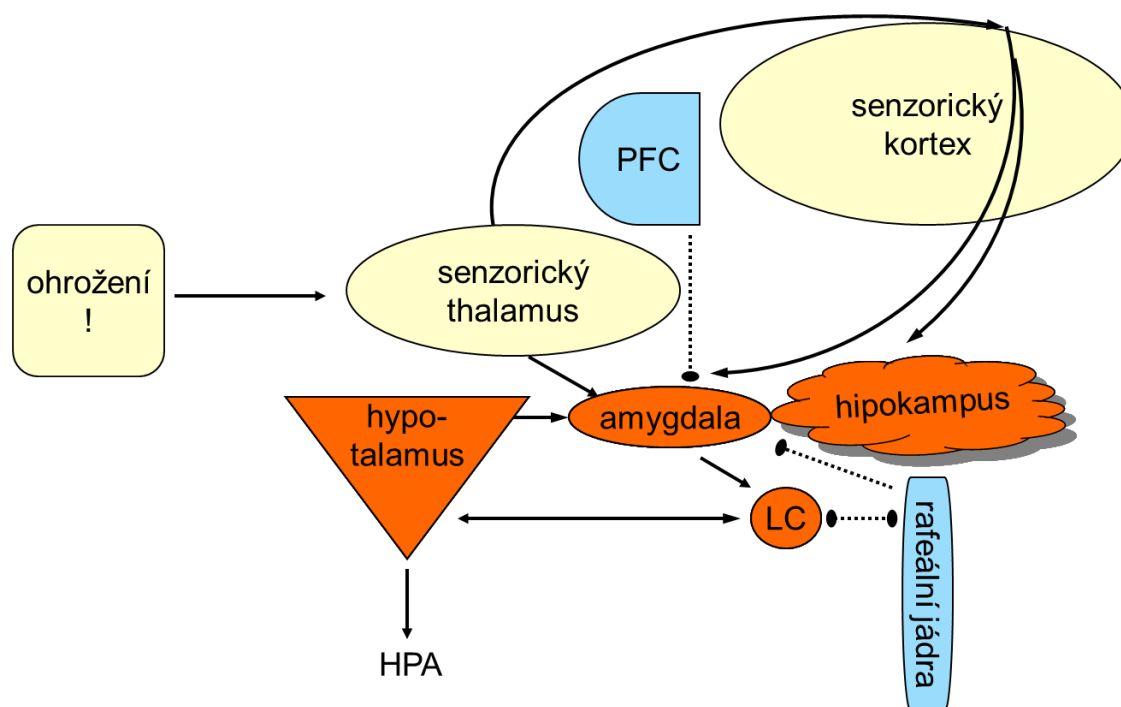 senzorický
kortex
PFC
ohrožení
!
senzorický
thalamus
hypo-
talamus
amygdala
hipokampus
LC
rafeální jádra
HPA